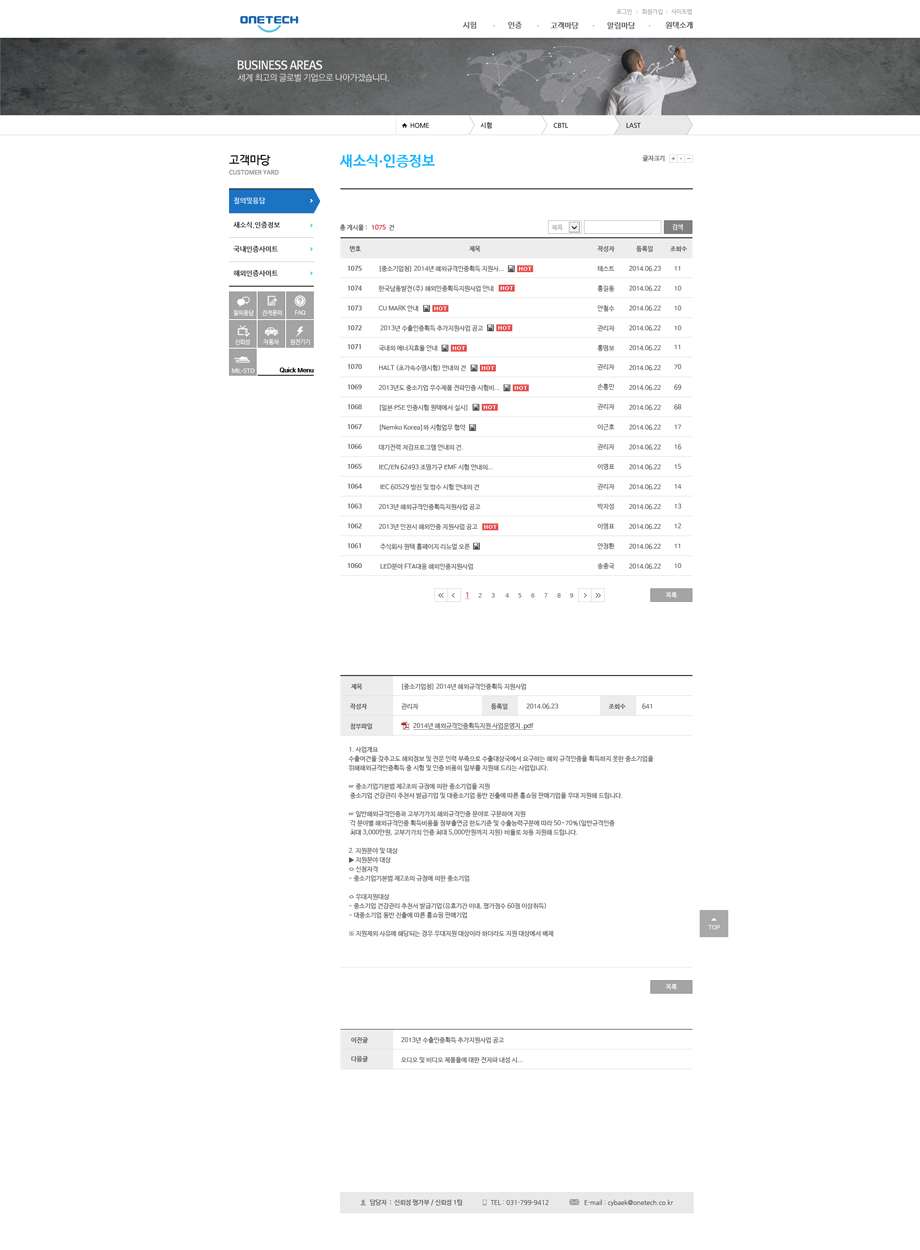 로그인 | 회원가입 | 사이트맵
ONETECH
시험 · 인증 · 고객마당 · 알림마당 · 원텍소개
BUSINESS AREAS
세계 최고의 글로벌 기업으로 나아가겠습니다.
HOME 시험 CBTL LAST
고객마당
CUSTOMER YARD
질의및응답
새소식.인증정보
국내인증사이트
해외인증사이트
질의응답 견적문의 FAQ
신뢰성 자동차 원전기기
MIL-STD Quick Menu
새소식·인증정보
글자크기 + · −
총 게시물 : 1075 건
제목 검색
번호 제목 작성자 등록일 조회수
1075 [중소기업청] 2014년 해외규격인증획득 지원사... HOT 테스트 2014.06.23 11
1074 한국남동발전(주) 해외인증획득지원사업 안내 HOT 홍길동 2014.06.22 10
1073 CU MARK 안내 HOT 안철수 2014.06.22 10
1072 2013년 수출인증획득 추가지원사업 공고 HOT 관리자 2014.06.22 10
1071 국내외 에너지효율 안내 HOT 홍명보 2014.06.22 11
1070 HALT (초가속수명시험) 안내의 건 HOT 관리자 2014.06.22 70
1069 2013년도 중소기업 우수제품 전파인증 시험비... HOT 손흥민 2014.06.22 69
1068 [일본 PSE 인증시험 원텍에서 실시] HOT 관리자 2014.06.22 68
1067 [Nemko Korea]와 시험업무 협약 이근호 2014.06.22 17
1066 대기전력 저감프로그램 안내의 건. 관리자 2014.06.22 16
1065 IEC/EN 62493 조명기구 EMF 시험 안내의... 이영표 2014.06.22 15
1064 IEC 60529 방진 및 방수 시험 안내의 건 관리자 2014.06.22 14
1063 2013년 해외규격인증획득지원사업 공고 박지성 2014.06.22 13
1062 2013년 인천시 해외인증 지원사업 공고 HOT 이영표 2014.06.22 12
1061 주식회사 원텍 홈페이지 리뉴얼 오픈 안정환 2014.06.22 11
1060 LED분야 FTA대응 해외인증지원사업 송종국 2014.06.22 10
1 2 3 4 5 6 7 8 9 목록
제목 [중소기업청] 2014년 해외규격인증획득 지원사업
작성자 관리자 등록일 2014.06.23 조회수 641
첨부파일 2014년 해외규격인증획득지원 사업운영지 .pdf
1. 사업개요
수출여건을 갖추고도 해외정보 및 전문 인력 부족으로 수출대상국에서 요구하는 해외 규격인증을 획득하지 못한 중소기업을
위해해외규격인증획득 중 시험 및 인증 비용의 일부를 지원해 드리는 사업입니다.
☞ 중소기업기본법 제2조의 규정에 의한 중소기업을 지원
중소기업 건강관리 추천서 발급기업 및 대중소기업 동반 진출에 따른 홈쇼핑 판매기업을 우대 지원해 드립니다.
☞ 일반해외규격인증과 고부가가치 해외규격인증 분야로 구분하여 지원
각 분야별 해외규격인증 획득비용을 정부출연금 한도기준 및 수출능력구분에 따라 50~70%(일반규격인증
최대 3,000만원, 고부가가치 인증 최대 5,000만원까지 지원) 비율로 차등 지원해 드립니다.
2. 지원분야 및 대상
▶ 지원분야 대상
ㅇ 신청자격
- 중소기업기본법 제2조의 규정에 의한 중소기업
ㅇ 우대지원대상
- 중소기업 건강관리 추천서 발급기업(유효기간 이내, 평가점수 60점 이상취득)
- 대중소기업 동반 진출에 따른 홈쇼핑 판매기업
※ 지원제외 사유에 해당되는 경우 우대지원 대상이라 하더라도 지원 대상에서 배제
TOP
목록
이전글 2013년 수출인증획득 추가지원사업 공고
다음글 오디오 및 비디오 제품들에 대한 전자파 내성 시...
담당자 : 신뢰성 평가부 / 신뢰성 1팀 TEL : 031-799-9412 E-mail : cybaek@onetech.co.kr